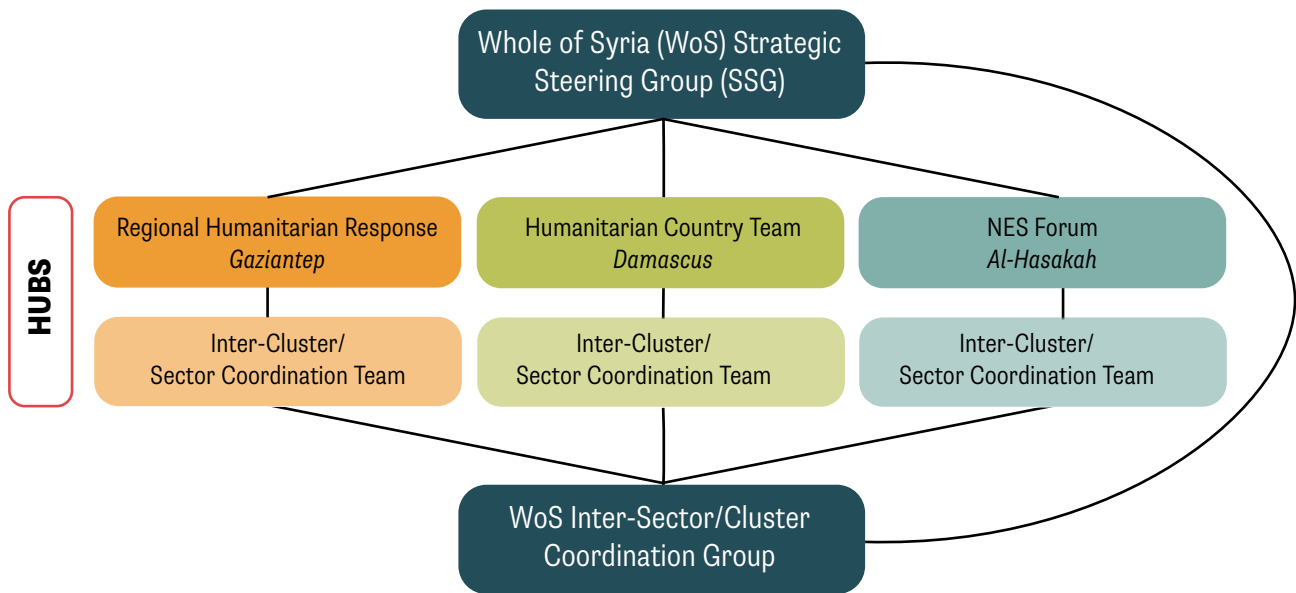 Whole of Syria (WoS) Strategic
Steering Group (SSG)
HUBS
Regional Humanitarian Response
Gaziantep
Humanitarian Country Team
Damascus
NES Forum
Al-Hasakah
Inter-Cluster/
Sector Coordination Team
Inter-Cluster/
Sector Coordination Team
Inter-Cluster/
Sector Coordination Team
WoS Inter-Sector/Cluster
Coordination Group